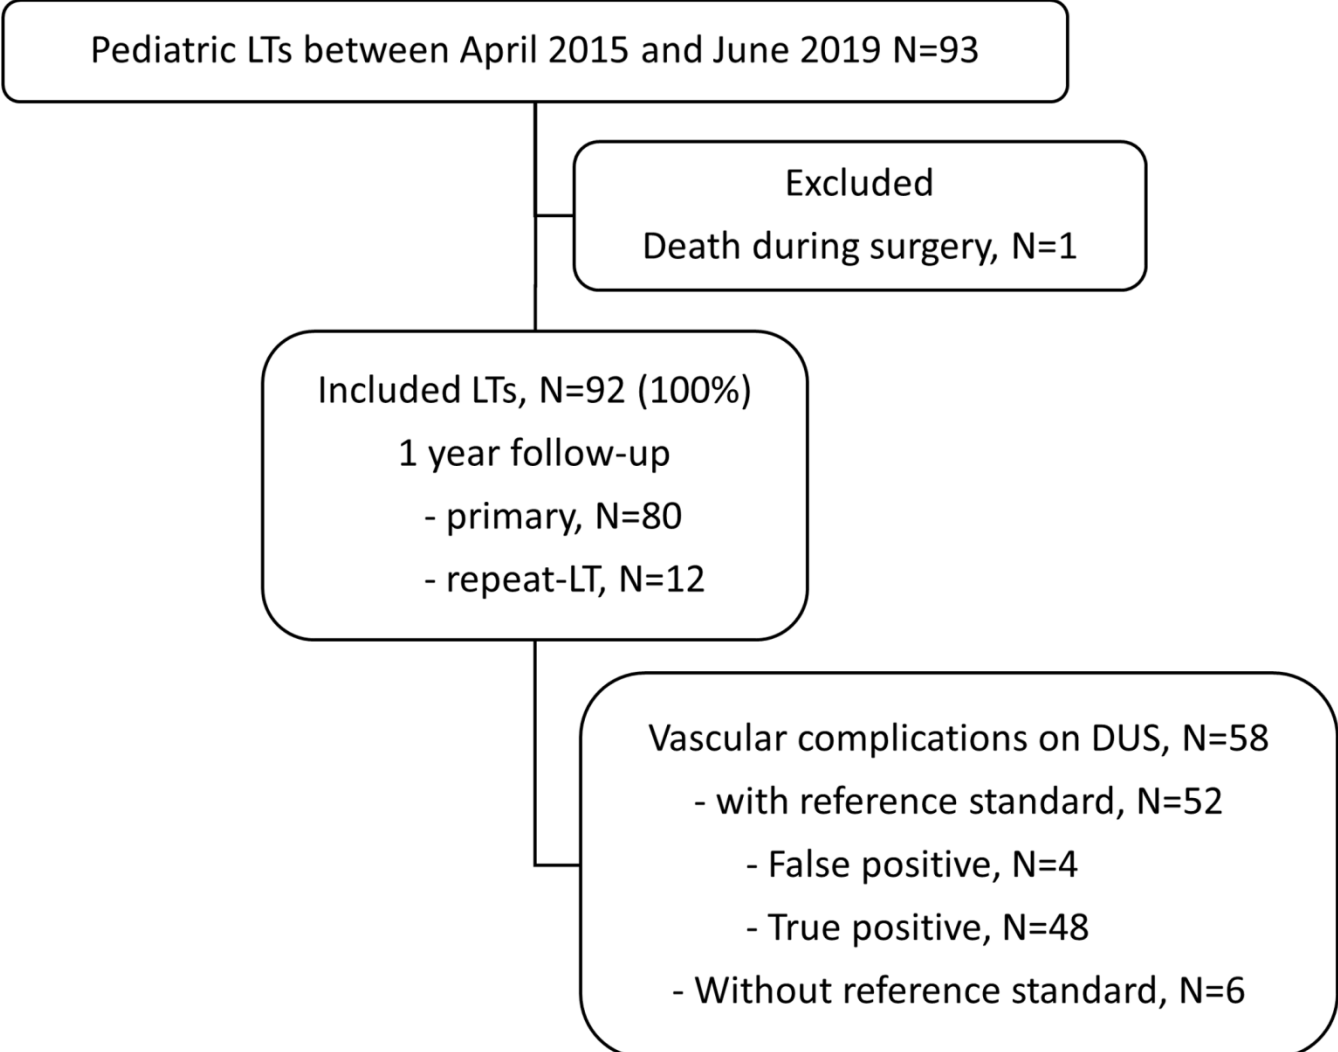 Pediatric LTs between April 2015 and June 2019 N=93
Excluded
Death during surgery, N=1
Included LTs, N=92 (100%)
1 year follow-up
- primary, N=80
- repeat-LT, N=12
Vascular complications on DUS, N=58
- with reference standard, N=52
- False positive, N=4
- True positive, N=48
- Without reference standard, N=6